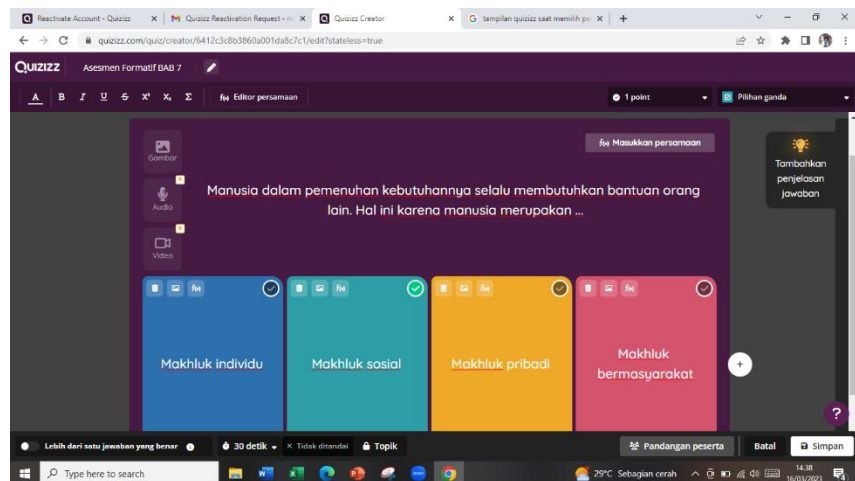 Reactivate Account - Quizizz
Quizizz Reactivation Request -
Quizizz Creator
tampilan quizizz saat memilih
quizizz.com/quiz/creator/6412c3c8b3860a001da8c7c1/edit?stateless=true
QUIZIZZ
Asesmen Formatif BAB 7
A B I U S X² X₂ Σ f(x) Editor persamaan
1 point
Pilihan ganda
Gambar
f(x) Masukkan persamaan
Audio
Video
Manusia dalam pemenuhan kebutuhannya selalu membutuhkan bantuan orang
lain. Hal ini karena manusia merupakan ...
Tambahkan
penjelasan
jawaban
Makhluk individu
Makhluk sosial
Makhluk pribadi
Makhluk
bermasyarakat
+
?
Lebih dari satu jawaban yang benar
30 detik
Tidak ditandai
Topik
Pandangan peserta
Batal
Simpan
Type here to search
29°C Sebagian cerah
14.38
16/03/2023